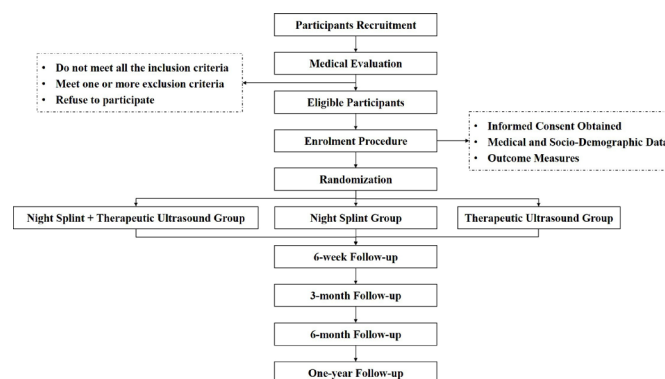 Participants Recruitment
Medical Evaluation
• Do not meet all the inclusion criteria
• Meet one or more exclusion criteria
• Refuse to participate
Eligible Participants
Enrolment Procedure
• Informed Consent Obtained
• Medical and Socio-Demographic Data
• Outcome Measures
Randomization
Night Splint + Therapeutic Ultrasound Group
Night Splint Group
Therapeutic Ultrasound Group
6-week Follow-up
3-month Follow-up
6-month Follow-up
One-year Follow-up